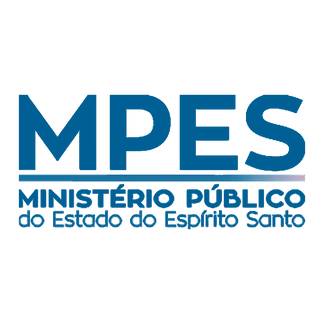 MPES
MINISTÉRIO PÚBLICO
do Estado do Espírito Santo